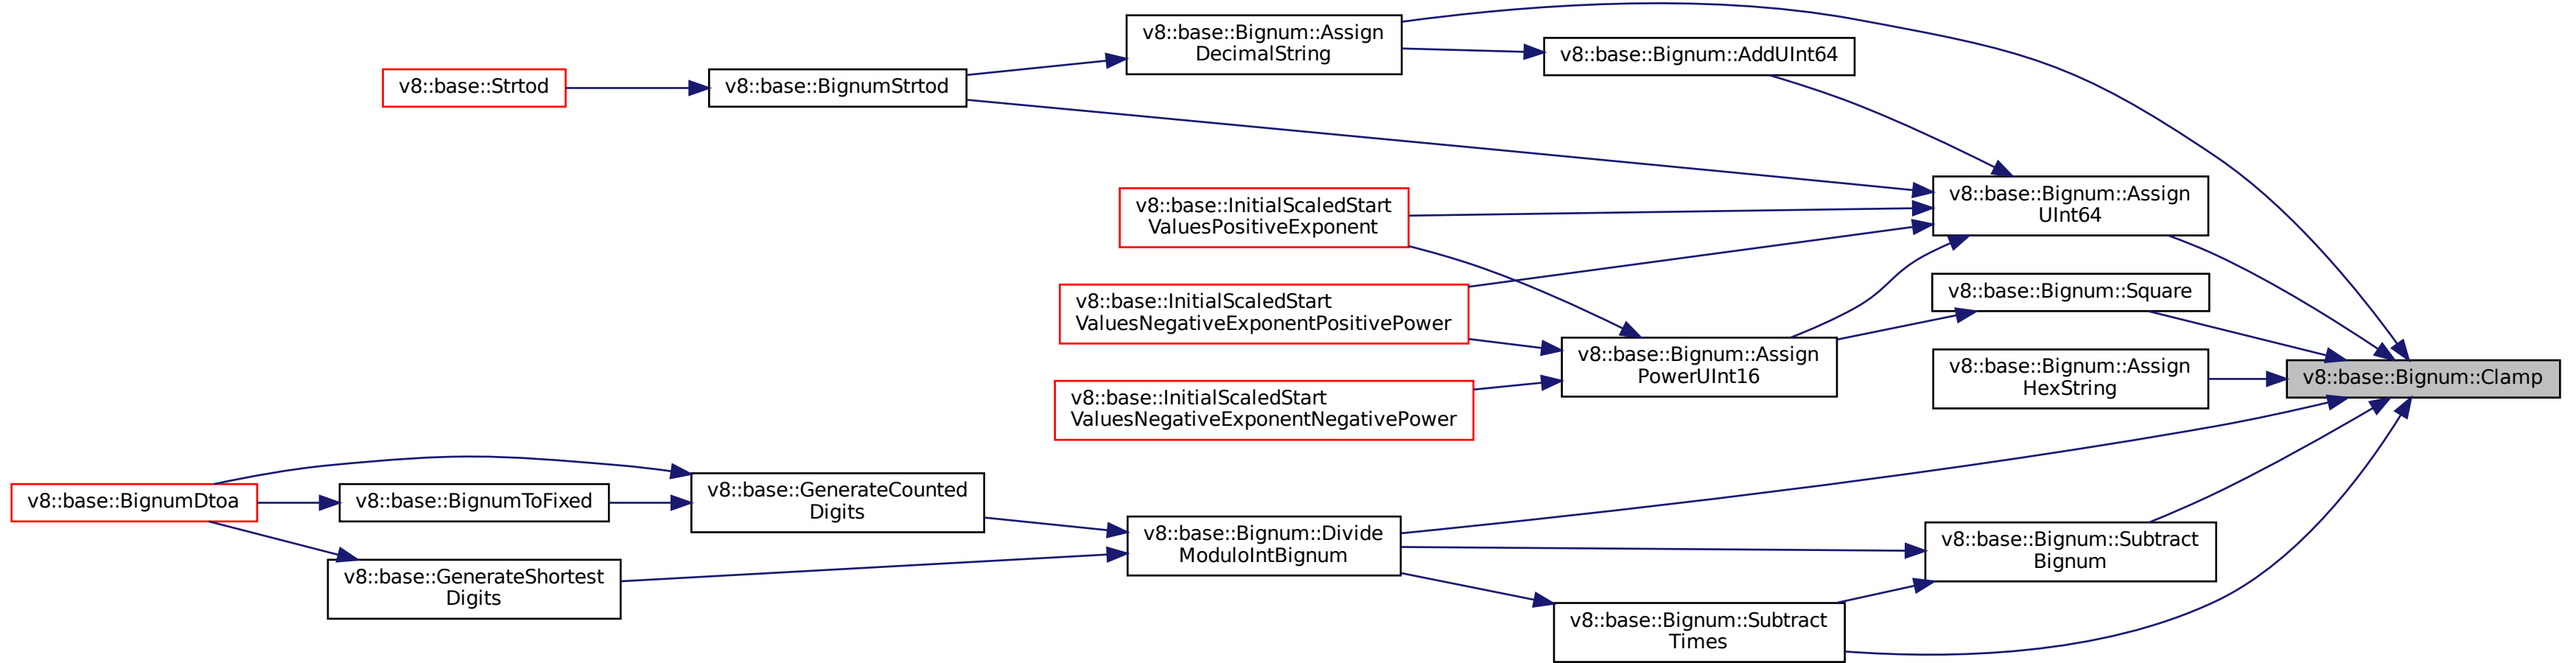 v8::base::Bignum::Assign
DecimalString
v8::base::Bignum::AddUInt64
v8::base::Strtod
v8::base::BignumStrtod
v8::base::Bignum::Assign
UInt64
v8::base::InitialScaledStart
ValuesPositiveExponent
v8::base::Bignum::Square
v8::base::InitialScaledStart
ValuesNegativeExponentPositivePower
v8::base::Bignum::Assign
PowerUInt16
v8::base::Bignum::Assign
HexString
v8::base::Bignum::Clamp
v8::base::InitialScaledStart
ValuesNegativeExponentNegativePower
v8::base::BignumDtoa
v8::base::BignumToFixed
v8::base::GenerateCounted
Digits
v8::base::Bignum::Divide
ModuloIntBignum
v8::base::Bignum::Subtract
Bignum
v8::base::GenerateShortest
Digits
v8::base::Bignum::Subtract
Times